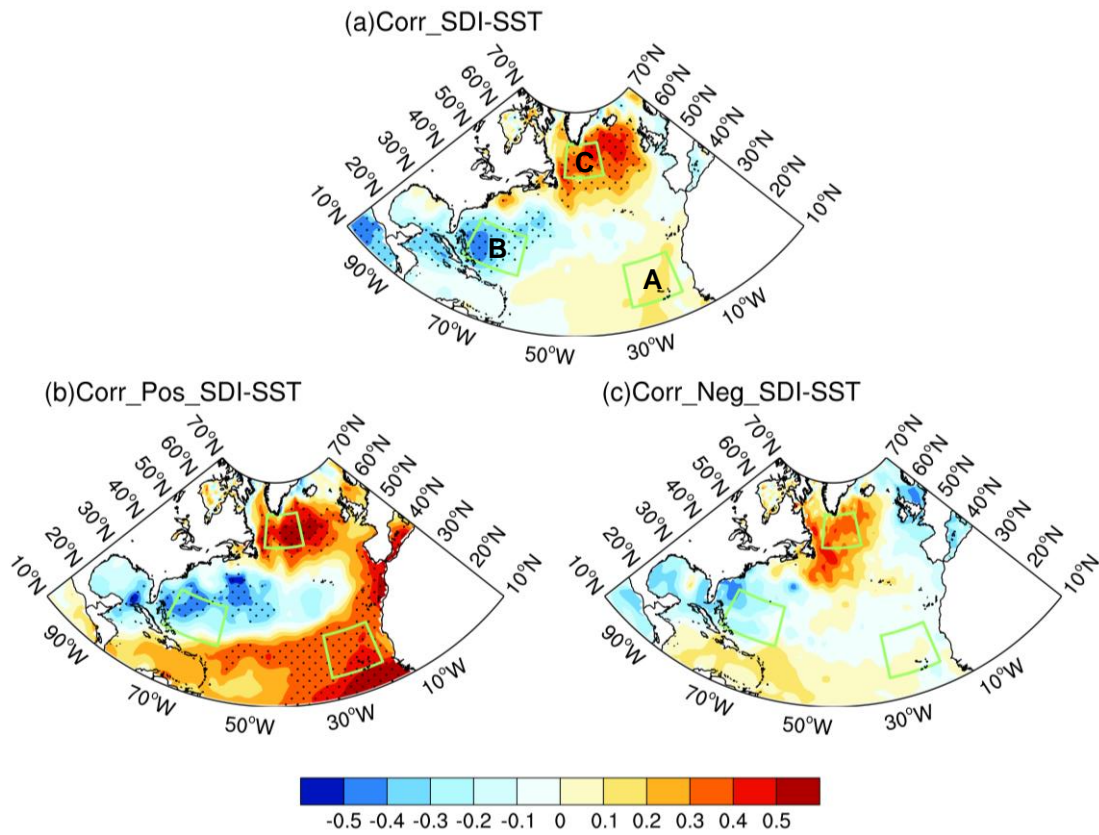 (a)Corr_SDI-SST
70°N
60°N
50°N
40°N
30°N
20°N
10°N
70°N
60°N
50°N
40°N
30°N
20°N
10°N
C
B
A
90°W
70°W
50°W
30°W
10°W
(b)Corr_Pos_SDI-SST
70°N
60°N
50°N
40°N
30°N
20°N
10°N
70°N
60°N
50°N
40°N
30°N
20°N
10°N
90°W
70°W
50°W
30°W
10°W
(c)Corr_Neg_SDI-SST
70°N
60°N
50°N
40°N
30°N
20°N
10°N
70°N
60°N
50°N
40°N
30°N
20°N
10°N
90°W
70°W
50°W
30°W
10°W
-0.5 -0.4 -0.3 -0.2 -0.1 0 0.1 0.2 0.3 0.4 0.5